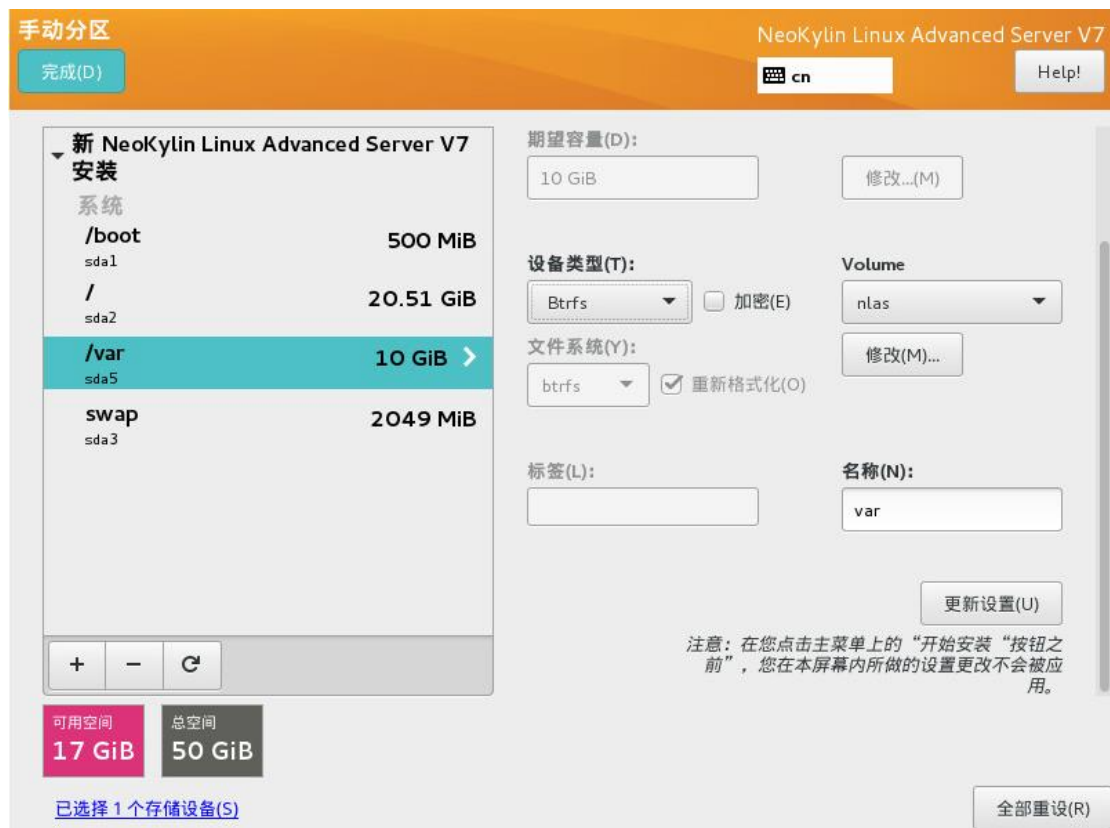 手动分区
NeoKylin Linux Advanced Server V7
完成(D)
cn
Help!
新 NeoKylin Linux Advanced Server V7
安装
系统
/boot
500 MiB
sda1
/
20.51 GiB
sda2
/var
10 GiB
sda5
swap
2049 MiB
sda3
期望容量(D):
10 GiB
修改...(M)
设备类型(T):
Volume
Btrfs
加密(E)
nlas
文件系统(Y):
修改(M)...
btrfs
重新格式化(O)
标签(L):
名称(N):
var
更新设置(U)
注意：在您点击主菜单上的“开始安装“按钮之
前”，您在本屏幕内所做的设置更改不会被应
用。
可用空间
17 GiB
总空间
50 GiB
已选择 1 个存储设备(S)
全部重设(R)